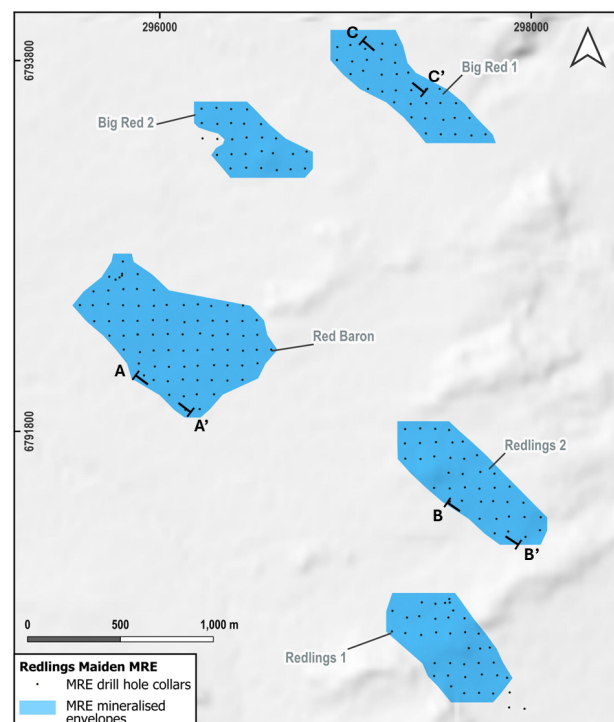 296000
298000
6793800
C
C'
Big Red 1
Big Red 2
Red Baron
A
A'
6791800
Redlings 2
B
B'
Redlings 1
0 500 1,000 m
Redlings Maiden MRE
MRE drill hole collars
MRE mineralised
envelopes